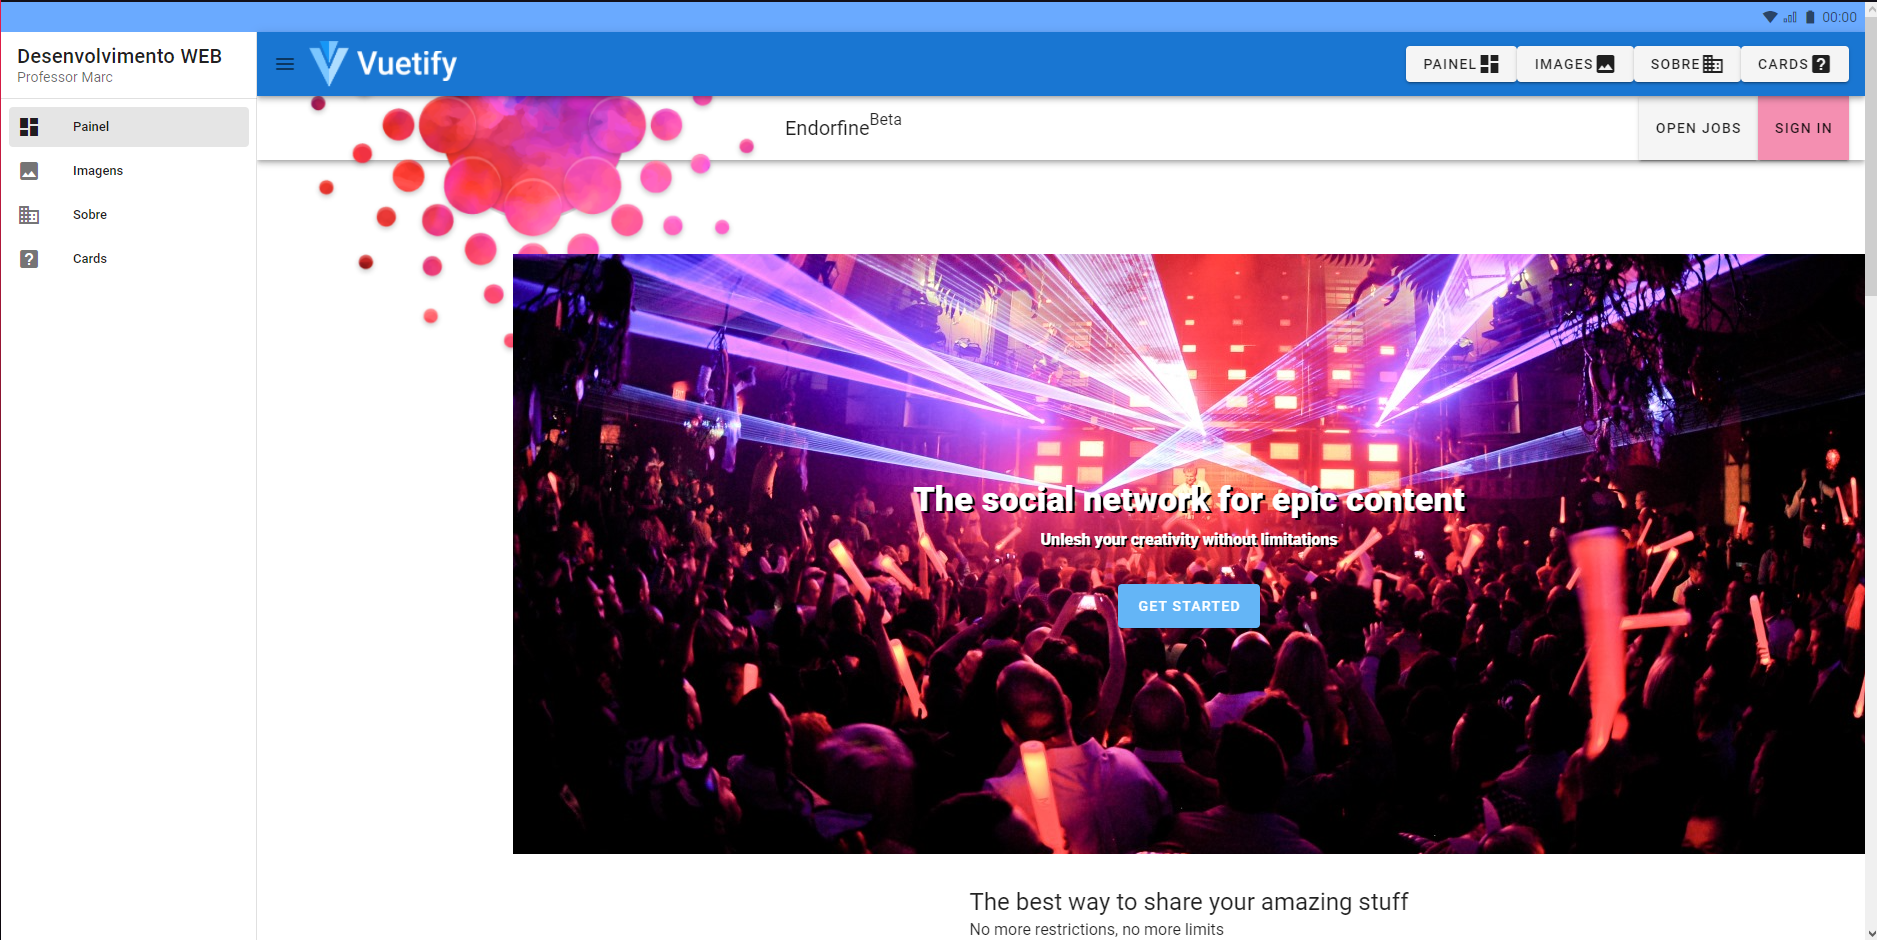 00:00
Desenvolvimento WEB
Professor Marc
Vuetify
PAINEL IMAGENS SOBRE CARDS
Painel
Imagens
Sobre
Cards
Endorfine Beta
OPEN JOBS SIGN IN
The social network for epic content
Unlesh your creativity without limitations
GET STARTED
The best way to share your amazing stuff
No more restrictions, no more limits